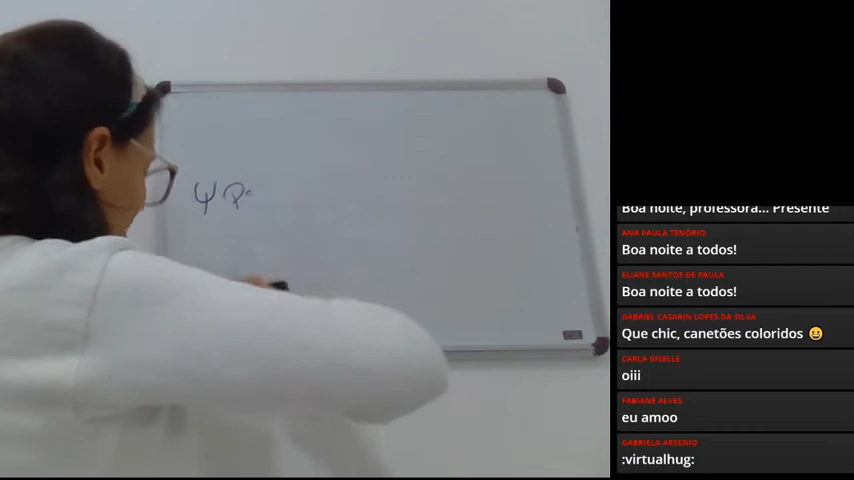 Ψ Pa
Boa noite, professora... Presente
ANA PAULA TENÓRIO
Boa noite a todos!
ELIANE SANTOS DE PAULA
Boa noite a todos!
GABRIEL CASARIN LOPES DA SILVA
Que chic, canetões coloridos 😀
CARLA GISELLE
oiii
FABIANE ALVES
eu amoo
GABRIELA ARSENIO
:virtualhug: